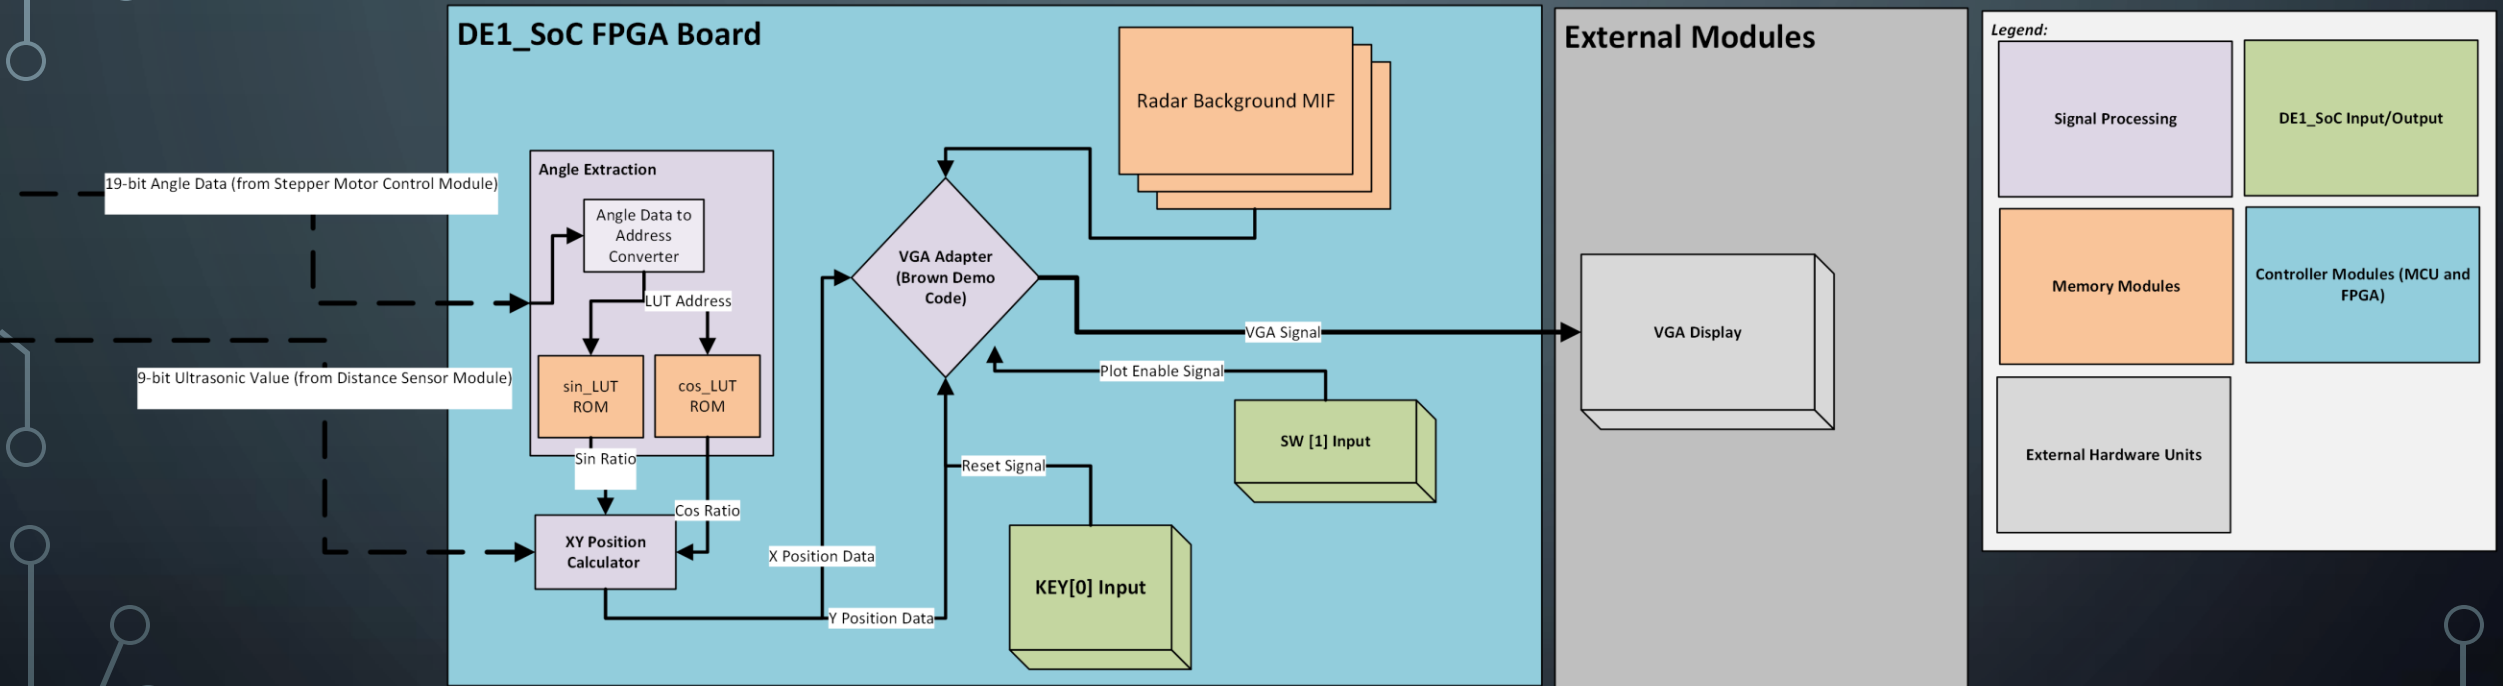 DE1_SoC FPGA Board
External Modules
Legend:
Radar Background MIF
Signal Processing
DE1_SoC Input/Output
Angle Extraction
19-bit Angle Data (from Stepper Motor Control Module)
Angle Data to
Address
Converter
VGA Adapter
(Brown Demo
Code)
LUT Address
Memory Modules
Controller Modules (MCU and
FPGA)
VGA Signal
VGA Display
9-bit Ultrasonic Value (from Distance Sensor Module)
sin_LUT
ROM
cos_LUT
ROM
Plot Enable Signal
SW [1] Input
External Hardware Units
Sin Ratio
Reset Signal
Cos Ratio
XY Position
Calculator
X Position Data
KEY[0] Input
Y Position Data